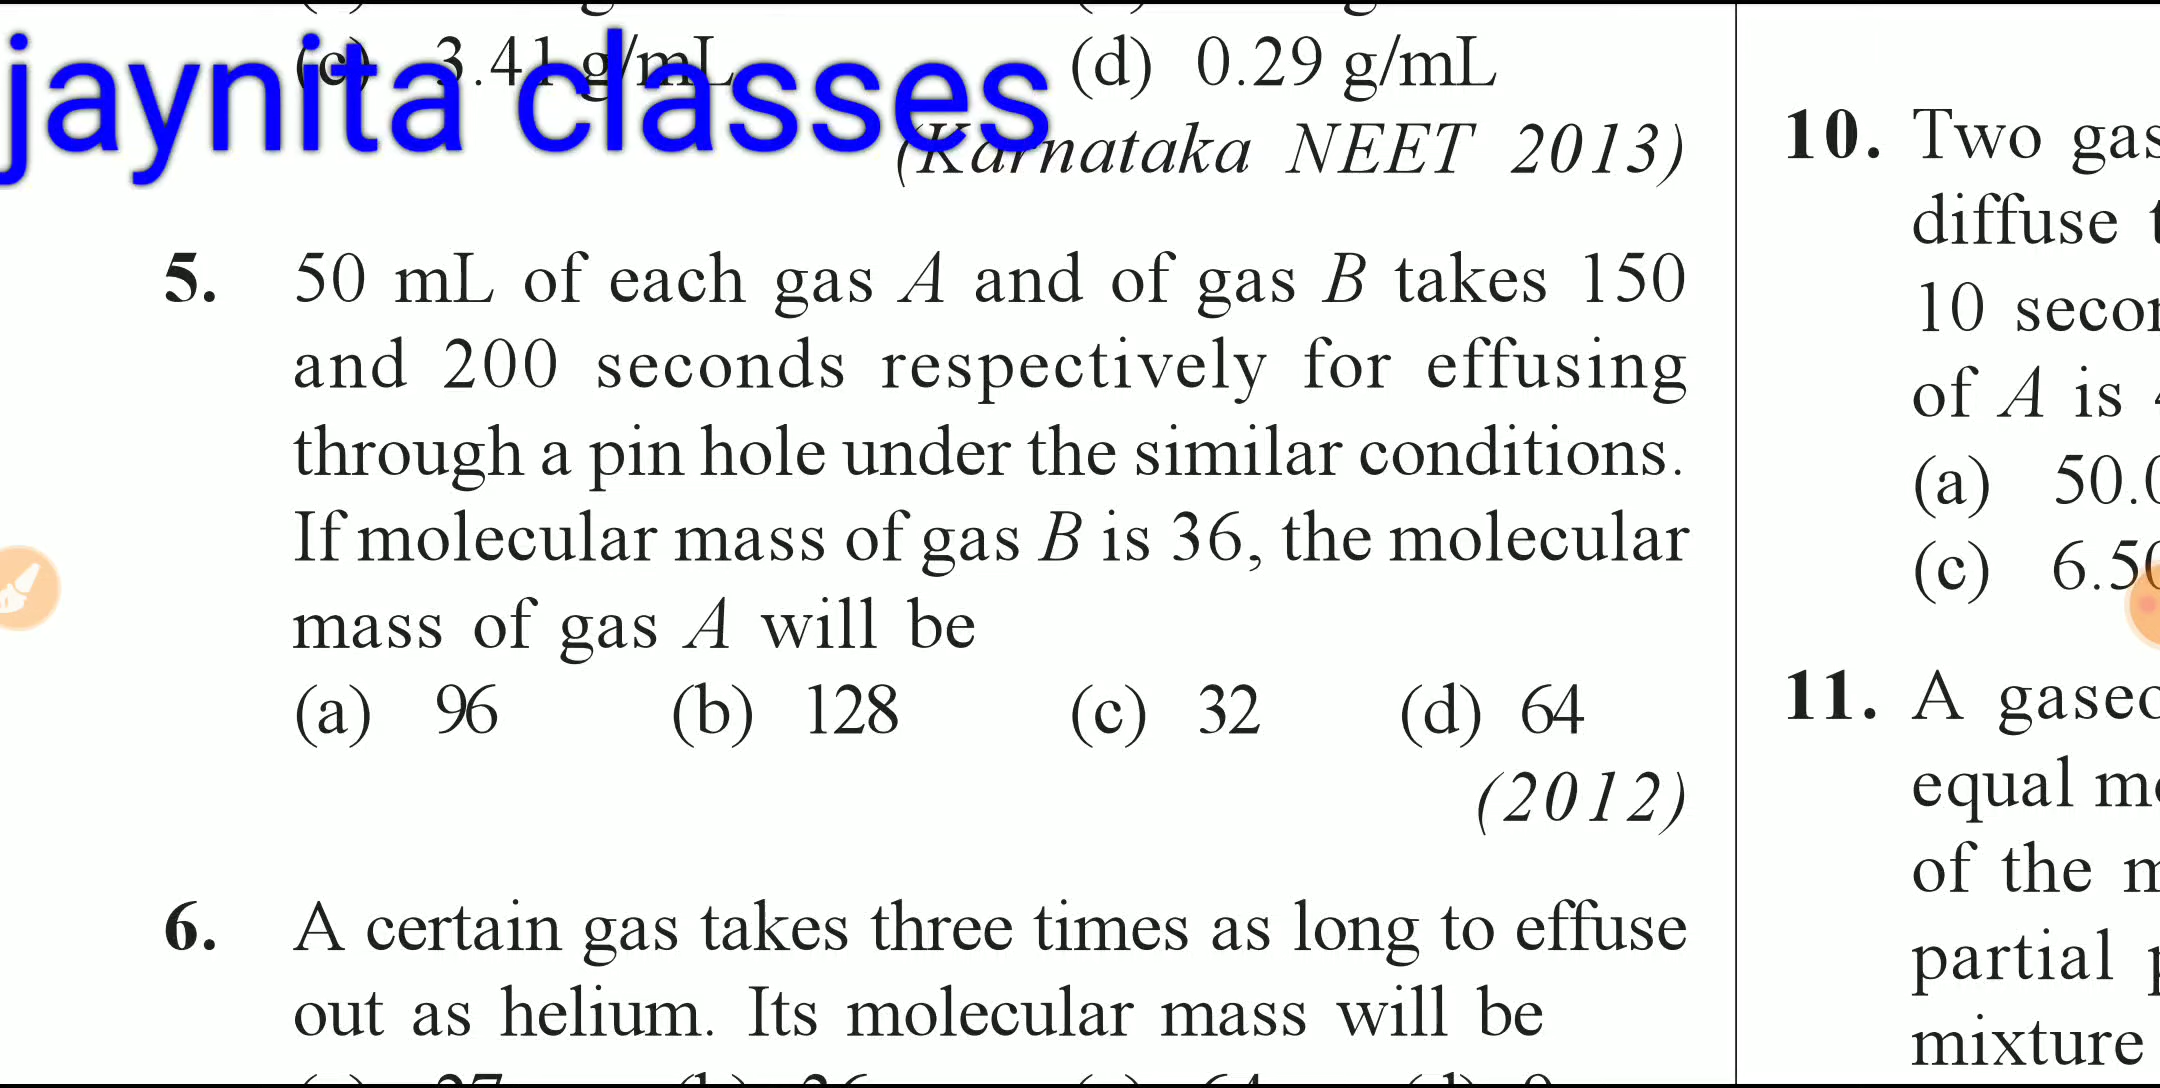 jaynita classes
(c) 3.41 g/mL (d) 0.29 g/mL
(Karnataka NEET 2013)
5. 50 mL of each gas A and of gas B takes 150
and 200 seconds respectively for effusing
through a pin hole under the similar conditions.
If molecular mass of gas B is 36, the molecular
mass of gas A will be
(a) 96 (b) 128 (c) 32 (d) 64
(2012)
6. A certain gas takes three times as long to effuse
out as helium. Its molecular mass will be
10. Two gas
diffuse
10
of A is
(a) 50.
(c) 6.5
11. A
equal
of the
partial
mixture